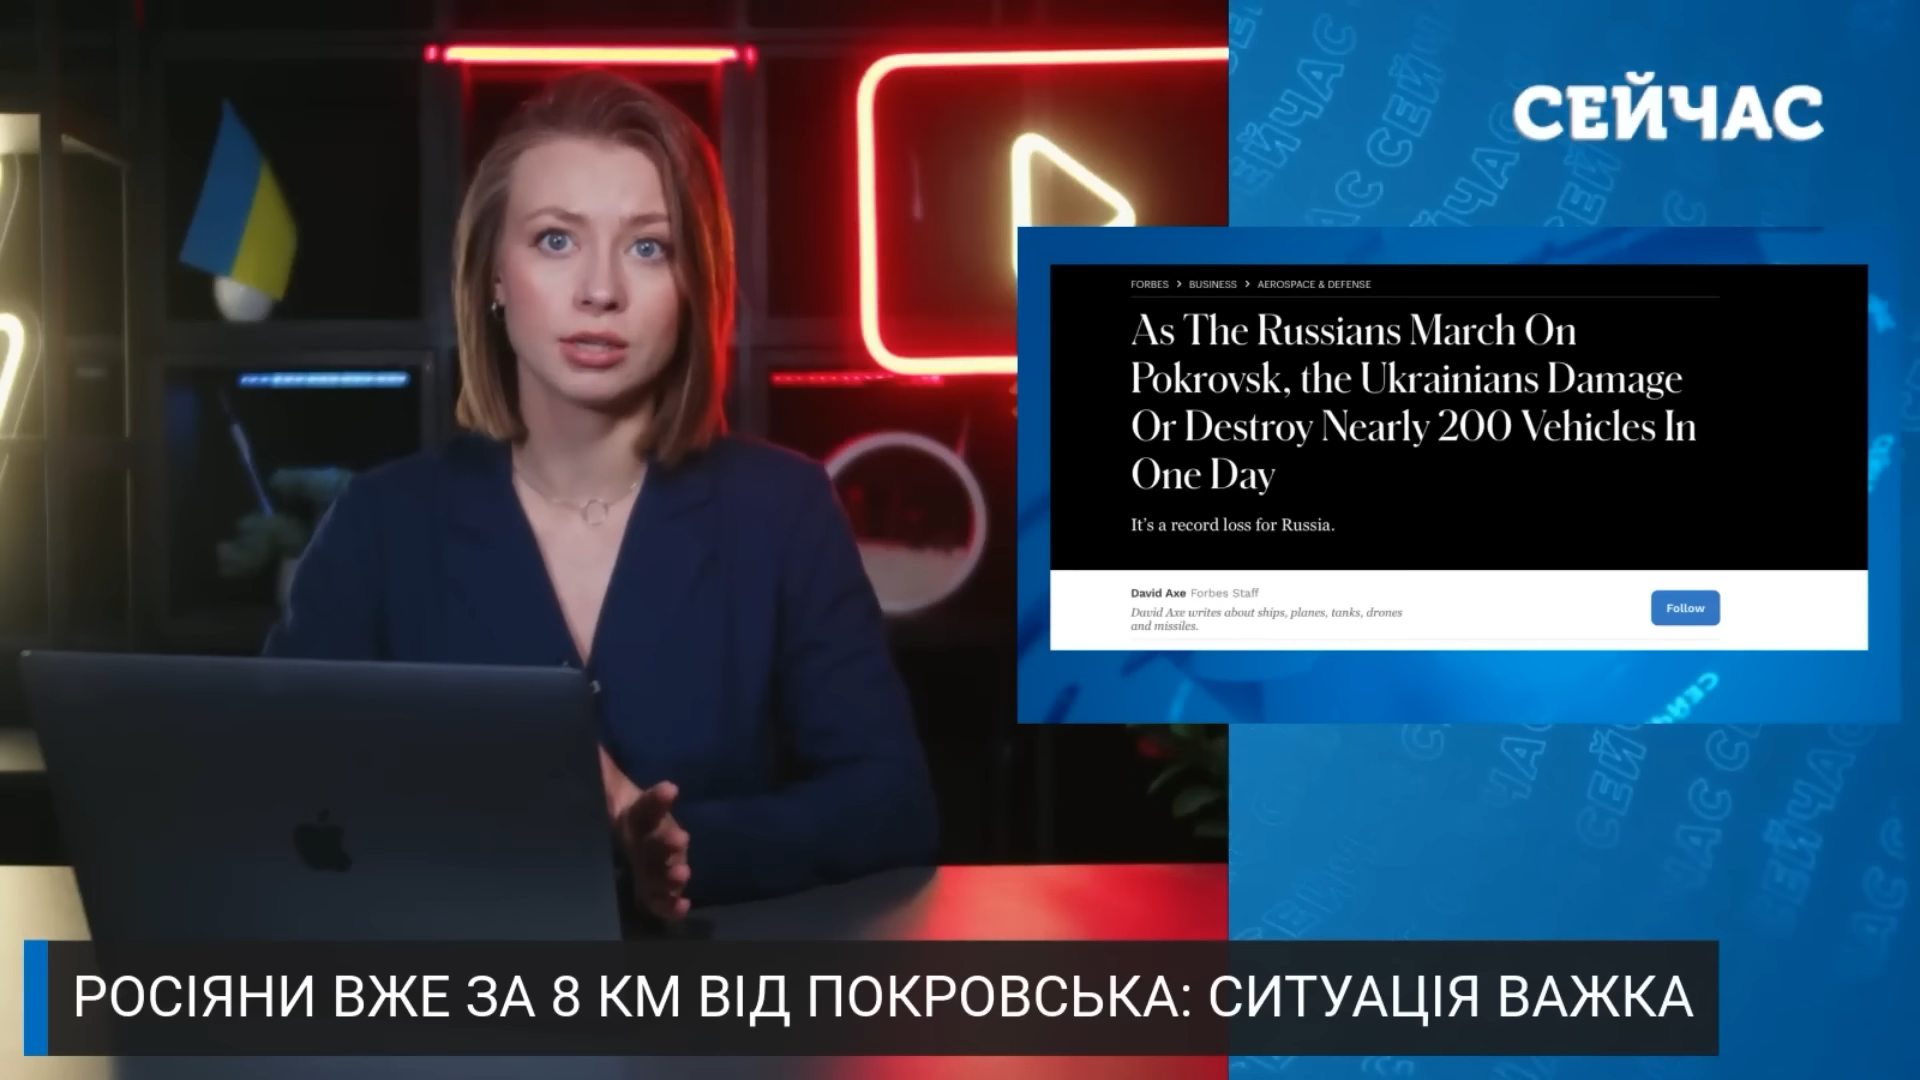 СЕЙЧАС
FORBES > BUSINESS > AEROSPACE & DEFENSE
As The Russians March On
Pokrovsk, the Ukrainians Damage
Or Destroy Nearly 200 Vehicles In
One Day
It's a record loss for Russia.
David Axe Forbes Staff
David Axe writes about ships, planes, tanks, drones
and missiles.
Follow
РОСІЯНИ ВЖЕ ЗА 8 КМ ВІД ПОКРОВСЬКА: СИТУАЦІЯ ВАЖКА